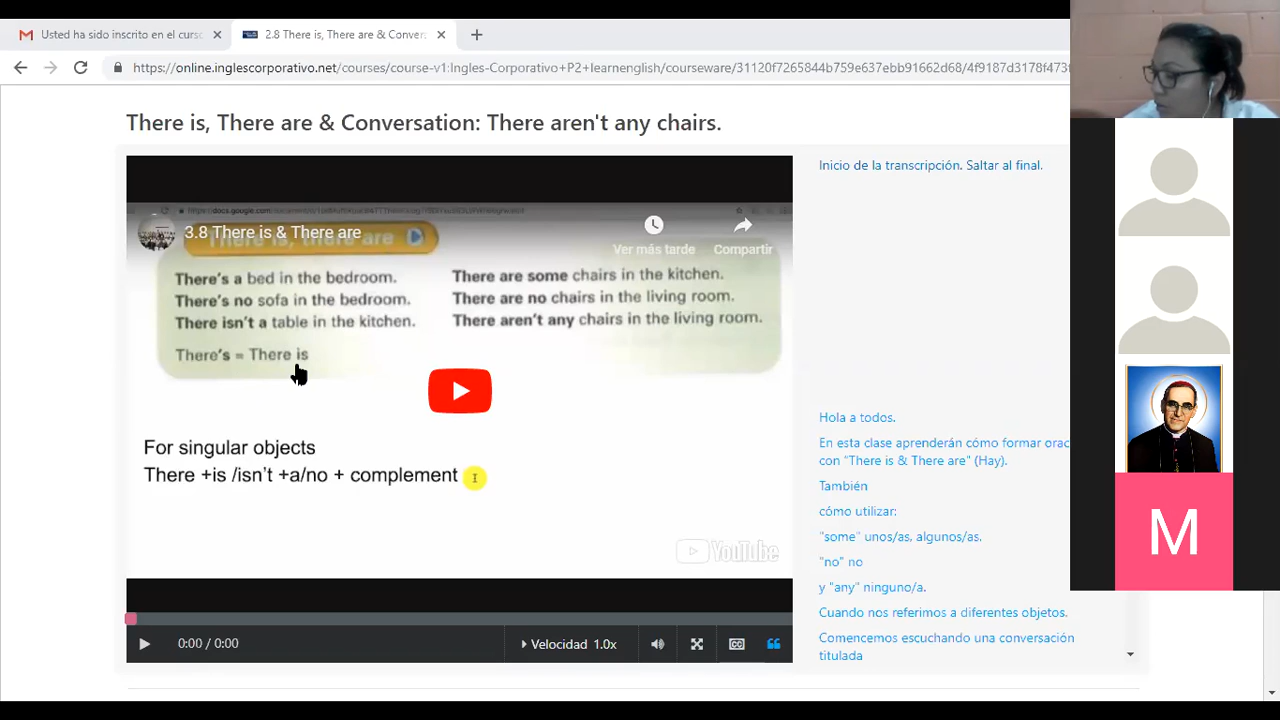 Usted ha sido inscrito en el curs
2.8 There is, There are & Conver
https://online.inglescorporativo.net/courses/course-v1:Ingles-Corporativo+P2+learnenglish/courseware/31120f7265844b759e637ebb91662d68/4f9187d3178f473f
There is, There are & Conversation: There aren't any chairs.
Inicio de la transcripción. Saltar al final.
3.8 There is & There are
Ver más tarde
Compartir
There is, there are
There's a bed in the bedroom.
There's no sofa in the bedroom.
There isn't a table in the kitchen.
There's = There is
There are some chairs in the kitchen.
There are no chairs in the living room.
There aren't any chairs in the living room.
For singular objects
There +is /isn't +a/no + complement
YouTube
0:00 / 0:00
Velocidad 1.0x
Hola a todos.
En esta clase aprenderán cómo formar orac
con "There is & There are" (Hay).
También
cómo utilizar:
"some" unos/as, algunos/as.
"no" no
y "any" ninguno/a.
Cuando nos referimos a diferentes objetos.
Comencemos escuchando una conversación
titulada
M